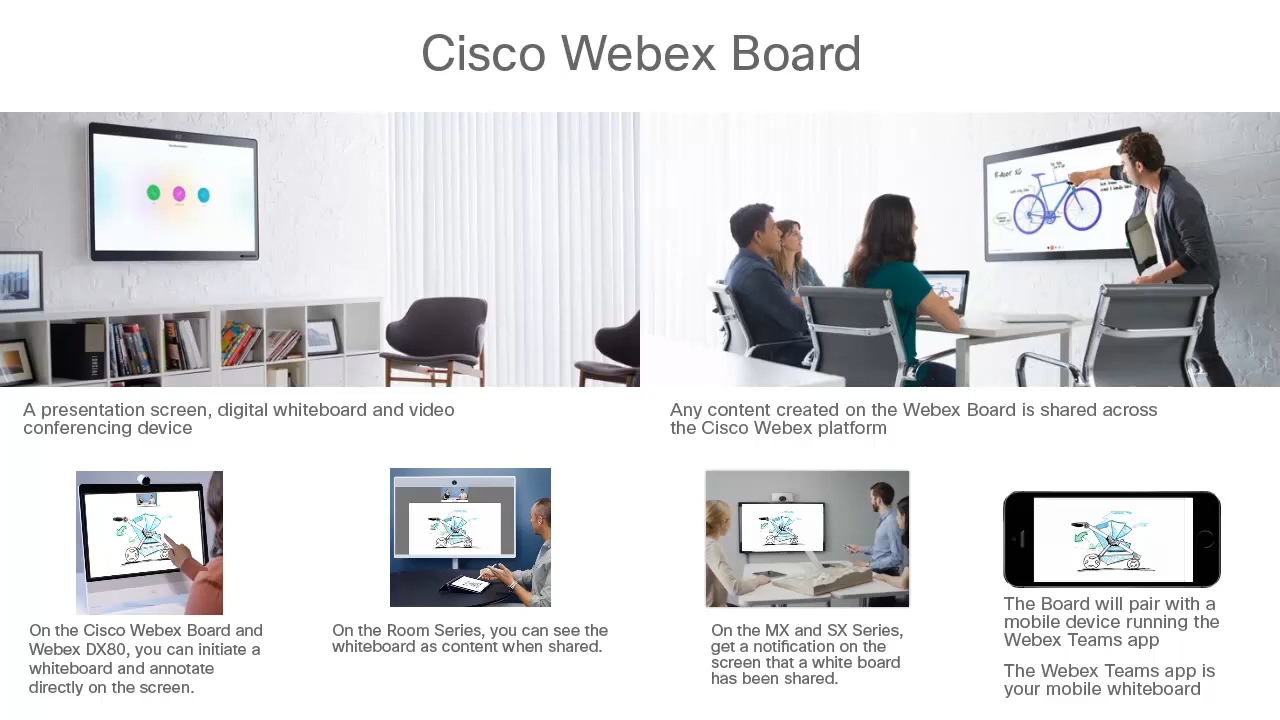 Cisco Webex Board
A presentation screen, digital whiteboard and video
conferencing device
Any content created on the Webex Board is shared across
the Cisco Webex platform
On the Cisco Webex Board and
Webex DX80, you can initiate a
whiteboard and annotate
directly on the screen.
On the Room Series, you can see the
whiteboard as content when shared.
On the MX and SX Series,
get a notification on the
screen that a white board
has been shared.
The Board will pair with a
mobile device running the
Webex Teams app
The Webex Teams app is
your mobile whiteboard